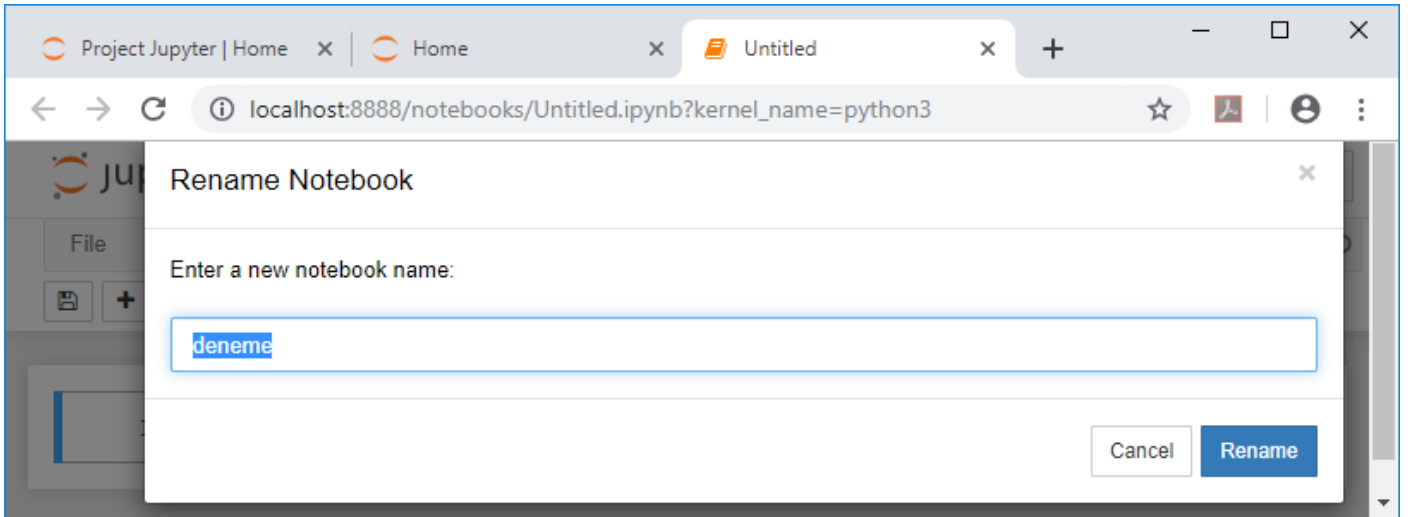 Project Jupyter | Home
Home
Untitled
localhost:8888/notebooks/Untitled.ipynb?kernel_name=python3
Rename Notebook
File
Enter a new notebook name:
deneme
Cancel
Rename